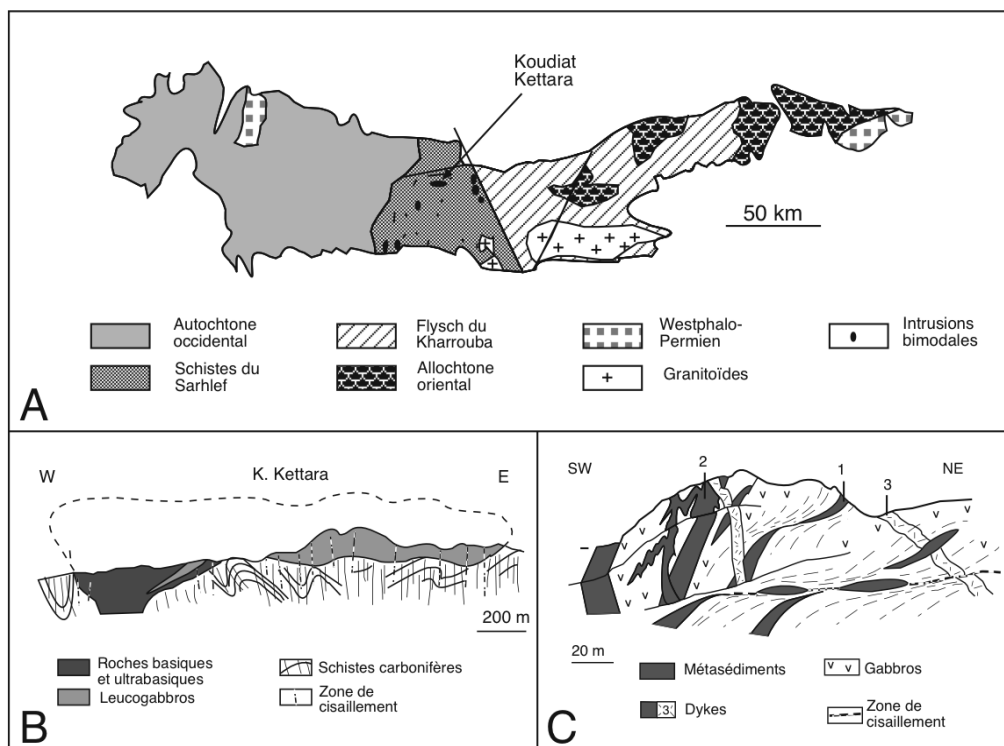 Koudiat
Kettara
50 km
Autochtone
occidental
Flysch du
Kharrouba
Westphalo-
Permien
Intrusions
bimodales
Schistes du
Sarhlef
Allochtone
oriental
Granitoïdes
A
W
K. Kettara
E
200 m
Roches basiques
et ultrabasiques
Schistes carbonifères
Leucogabbros
Zone de
cisaillement
B
SW
2
1
3
NE
20 m
Métasédiments
Gabbros
3
Dykes
Zone de
cisaillement
C